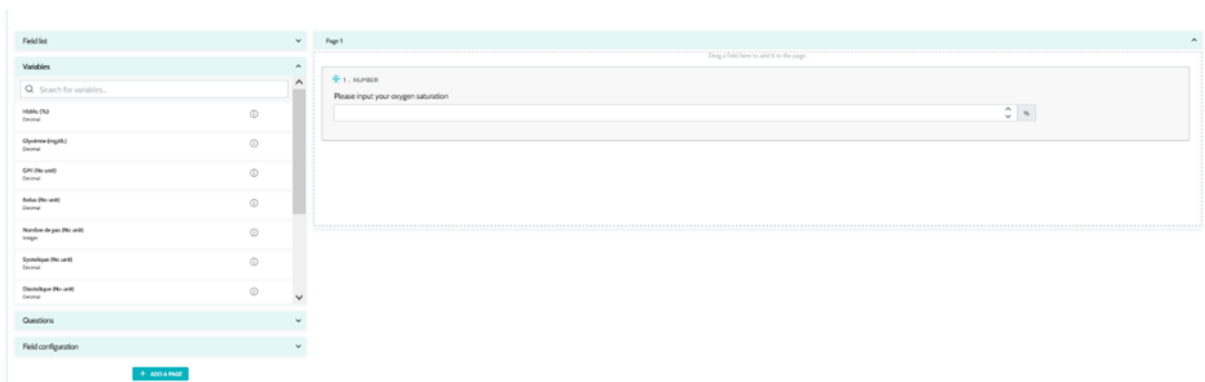 Field list
Variables
Search for variables...
HbA1c (%)
Decimal
Glycémie (mg/dL)
Decimal
GMI (No unit)
Decimal
Bolus (No unit)
Decimal
Nombre de pas (No unit)
Integer
Systolique (No unit)
Decimal
Diastolique (No unit)
Decimal
Questions
Field configuration
+ ADD A PAGE
Page 1
Drag a field here to add it to the page
1 . NUMBER
Please input your oxygen saturation
%